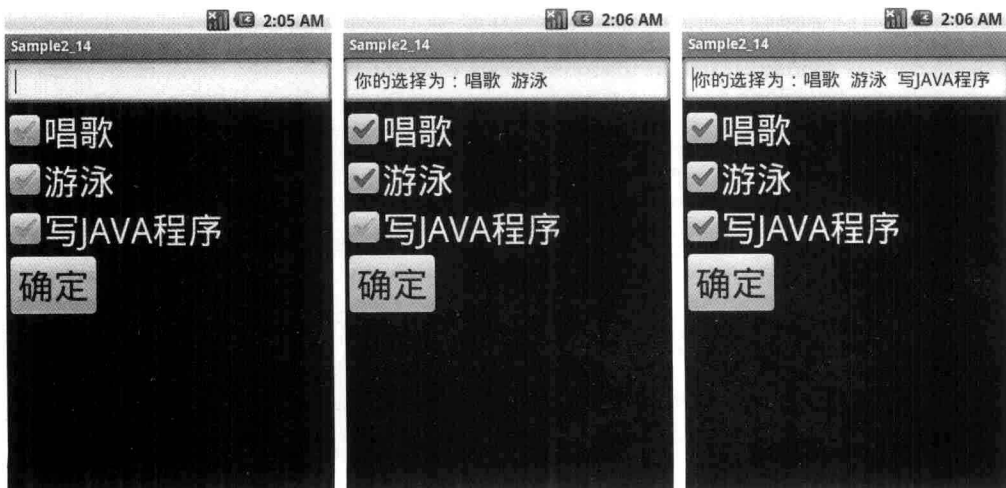 2:05 AM
Sample2_14
唱歌
游泳
写JAVA程序
确定
2:06 AM
Sample2_14
你的选择为：唱歌 游泳
唱歌
游泳
写JAVA程序
确定
2:06 AM
Sample2_14
你的选择为：唱歌 游泳 写JAVA程序
唱歌
游泳
写JAVA程序
确定